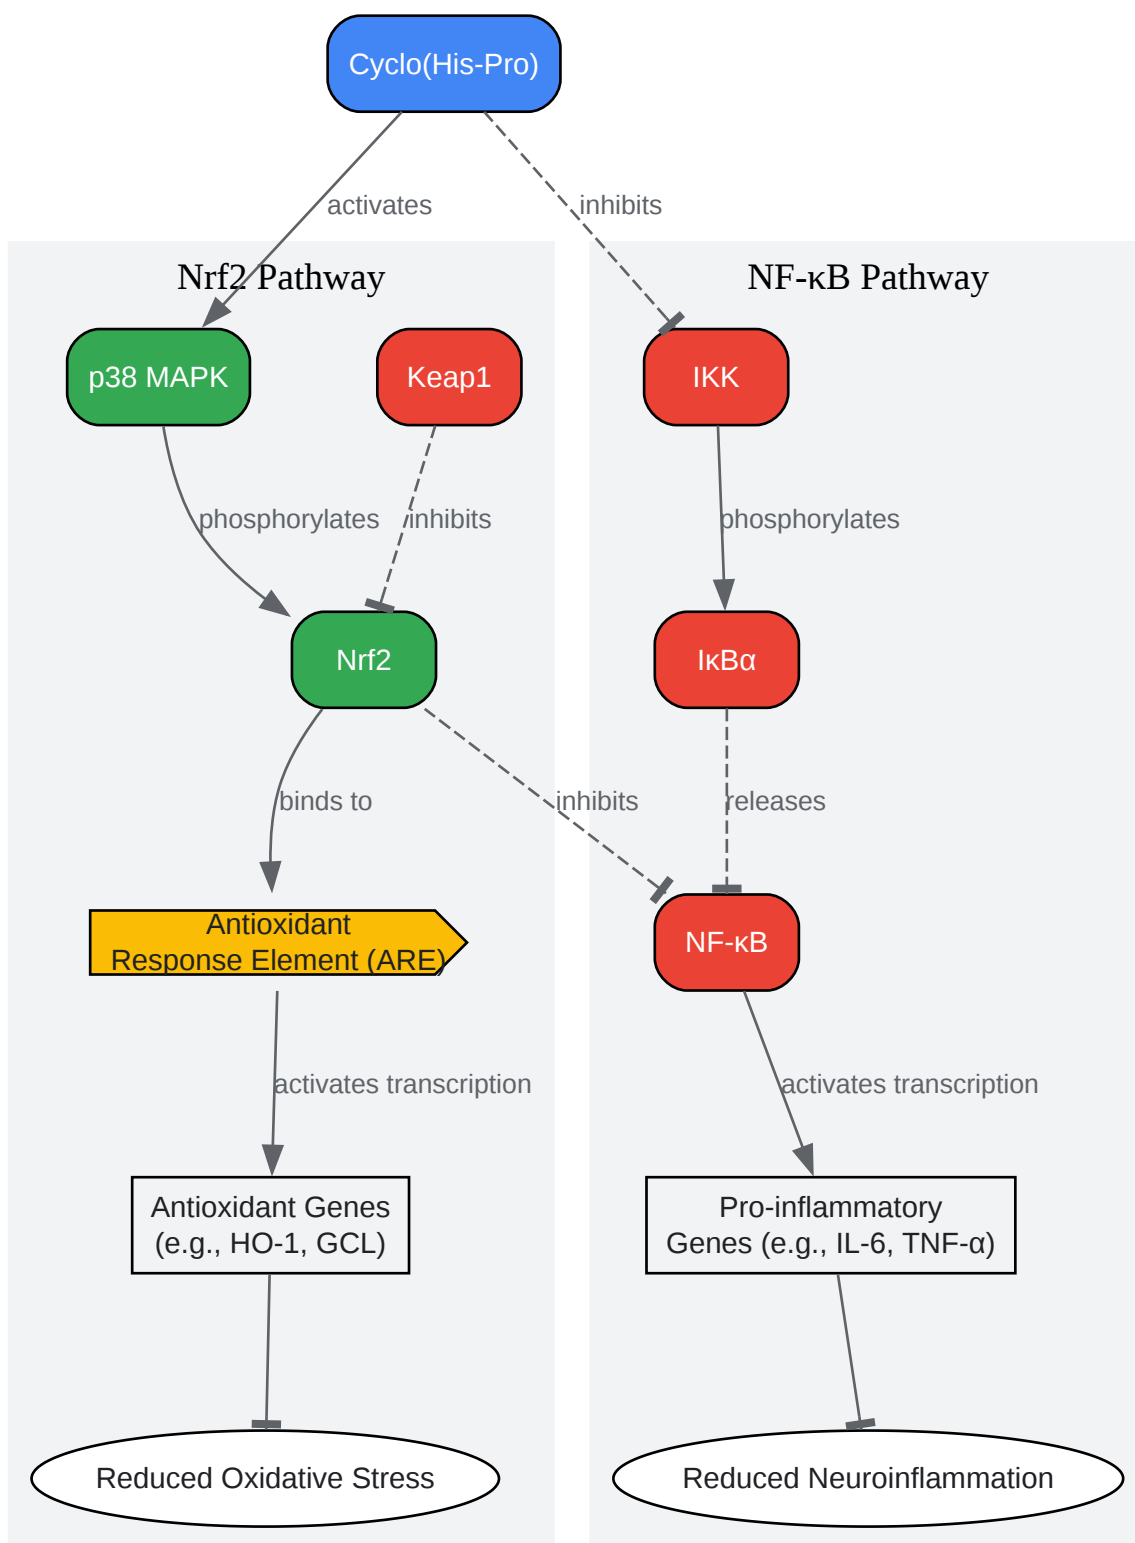 Cyclo(His-Pro)
activates
inhibits
Nrf2 Pathway
NF-κB Pathway
p38 MAPK
Keap1
IKK
phosphorylates
inhibits
phosphorylates
Nrf2
IκBα
binds to
inhibits
releases
Antioxidant
Response Element (ARE)
NF-κB
activates transcription
activates transcription
Antioxidant Genes
(e.g., HO-1, GCL)
Pro-inflammatory
Genes (e.g., IL-6, TNF-α)
Reduced Oxidative Stress
Reduced Neuroinflammation